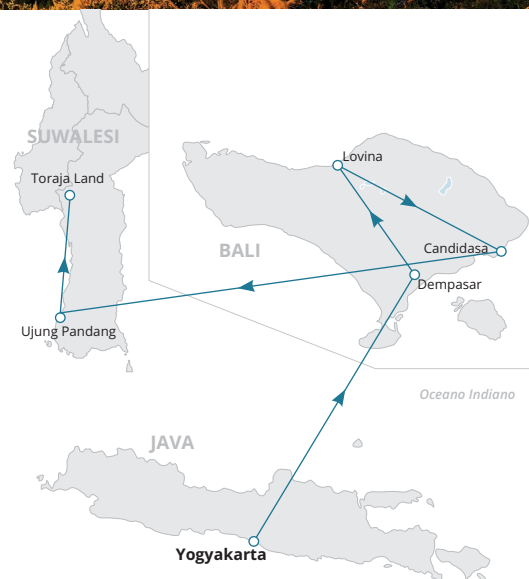 SUWALESI
Toraja Land
Ujung Pandang
Lovina
BALI
Candidasa
Dempasar
Oceano Indiano
JAVA
Yogyakarta